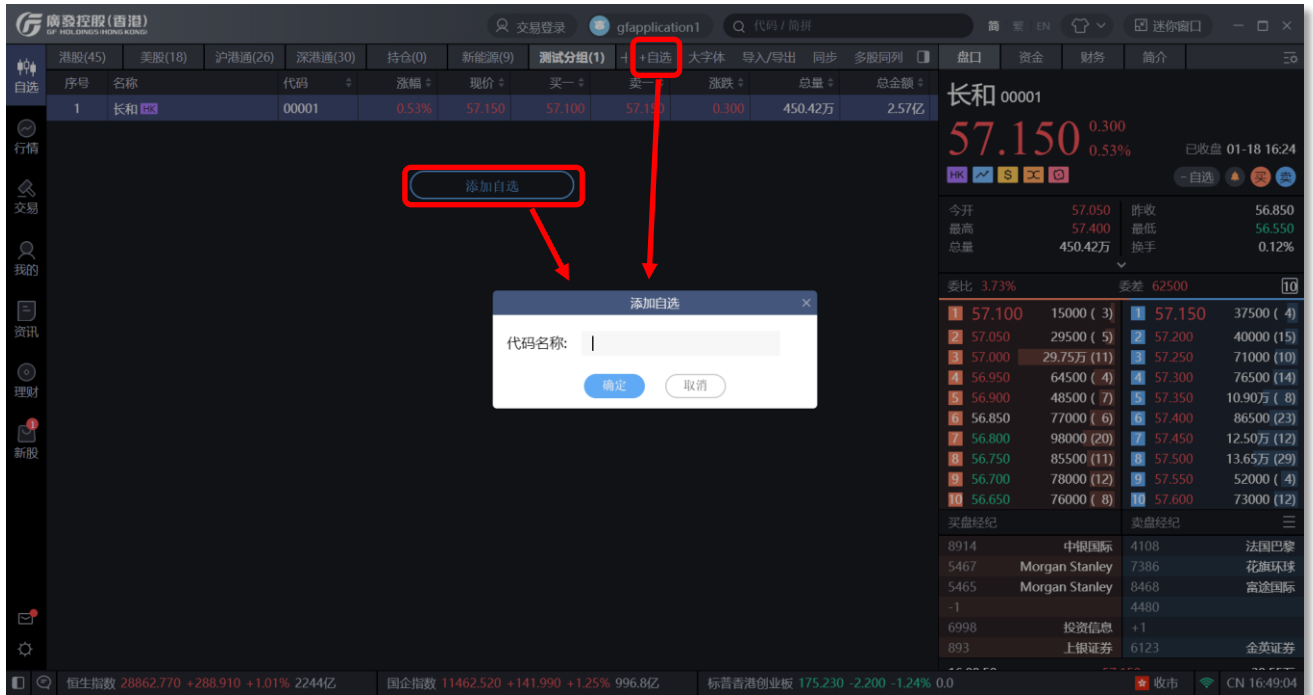 廣發控股(香港)
GF HOLDINGS (HONG KONG)
交易登录
gfapplication1
代码 / 简拼
简 繁 EN
迷你窗口
港股(45) 美股(18) 沪港通(26) 深港通(30) 持仓(0) 新能源(9) 测试分组(1) + +自选 大字体 导入/导出 同步 多股同列
序号 名称 代码 涨幅 现价 买一 卖一 涨跌 总量 总金额
1 长和 HK 00001 0.53% 57.150 57.100 57.150 0.300 450.42万 2.57亿
自选
行情
交易
我的
资讯
理财
1
新股
添加自选
添加自选 ×
代码名称:
确定 取消
盘口 资金 财务 简介
长和 00001
57.150 0.300
0.53%
已收盘 01-18 16:24
HK $
-自选 买 卖
今开 57.050 昨收 56.850
最高 57.400 最低 56.550
总量 450.42万 换手 0.12%
委比 3.73% 委差 62500 10
1 57.100 15000 ( 3) 1 57.150 37500 ( 4)
2 57.050 29500 ( 5) 2 57.200 40000 (15)
3 57.000 29.75万 (11) 3 57.250 71000 (10)
4 56.950 64500 ( 4) 4 57.300 76500 (14)
5 56.900 48500 ( 7) 5 57.350 10.90万 ( 8)
6 56.850 77000 ( 6) 6 57.400 86500 (23)
7 56.800 98000 (20) 7 57.450 12.50万 (12)
8 56.750 85500 (11) 8 57.500 13.65万 (29)
9 56.700 78000 (12) 9 57.550 52000 ( 4)
10 56.650 76000 ( 8) 10 57.600 73000 (12)
买盘经纪 卖盘经纪
8914 中银国际 4108 法国巴黎
5467 Morgan Stanley 7386 花旗环球
5465 Morgan Stanley 8468 富途国际
-1 4480
6998 投资信息 +1
893 上银证券 6123 金英证券
恒生指数 28862.770 +288.910 +1.01% 2244亿 国企指数 11462.520 +141.990 +1.25% 996.8亿 标普香港创业板 175.230 -2.200 -1.24% 0.0 收市 CN 16:49:04